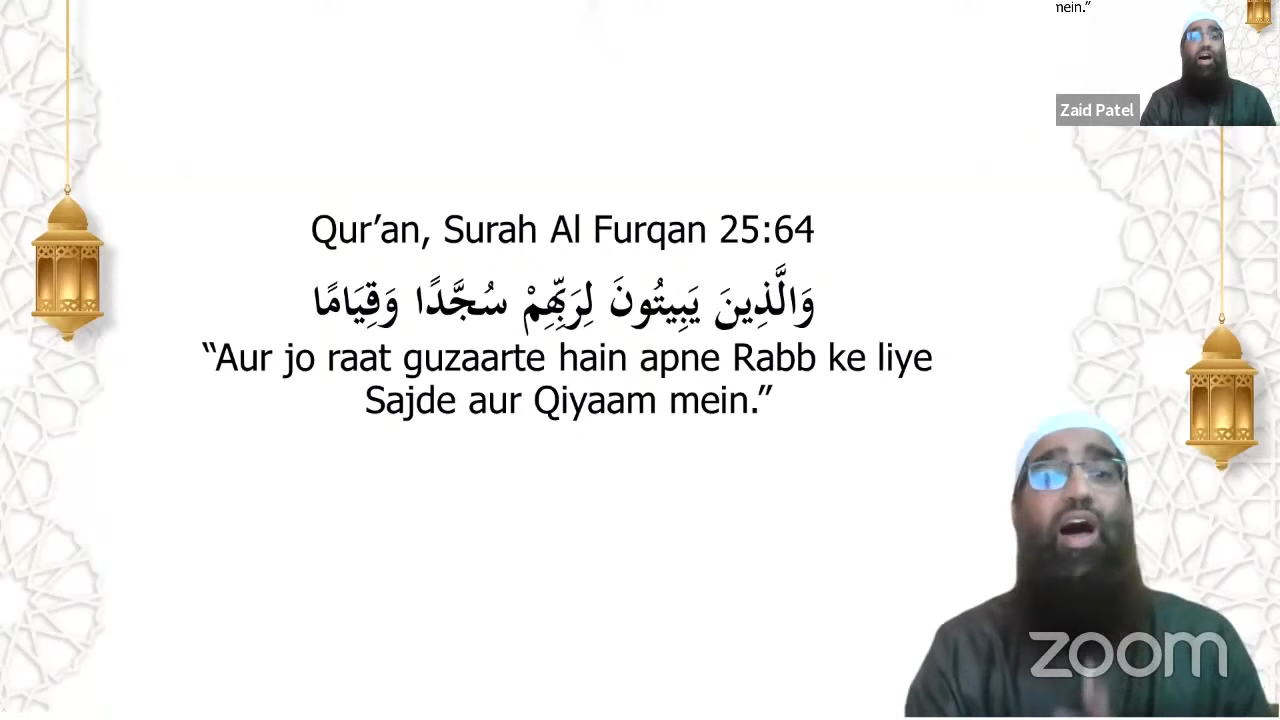 mein.”
Zaid Patel
Qur’an, Surah Al Furqan 25:64
وَالَّذِينَ يَبِيتُونَ لِرَبِّهِمْ سُجَّدًا وَقِيَامًا
“Aur jo raat guzaarte hain apne Rabb ke liye
Sajde aur Qiyaam mein.”
zoom